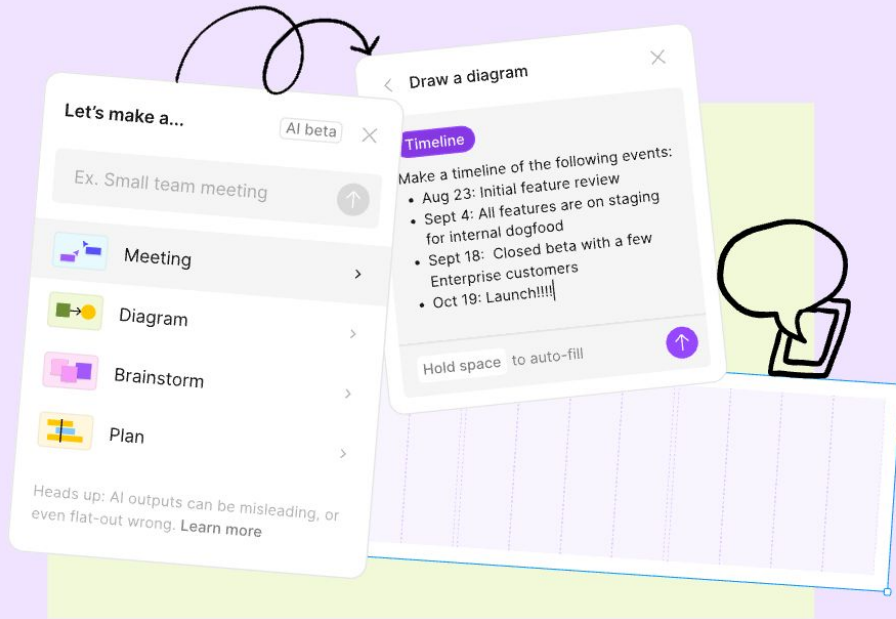 Let's make a...
AI beta
Ex. Small team meeting
Meeting
Diagram
Brainstorm
Plan
Heads up: AI outputs can be misleading, or
even flat-out wrong. Learn more
Draw a diagram
Timeline
Make a timeline of the following events:
• Aug 23: Initial feature review
• Sept 4: All features are on staging
for internal dogfood
• Sept 18:  Closed beta with a few
Enterprise customers
• Oct 19: Launch!!!!
Hold space to auto-fill